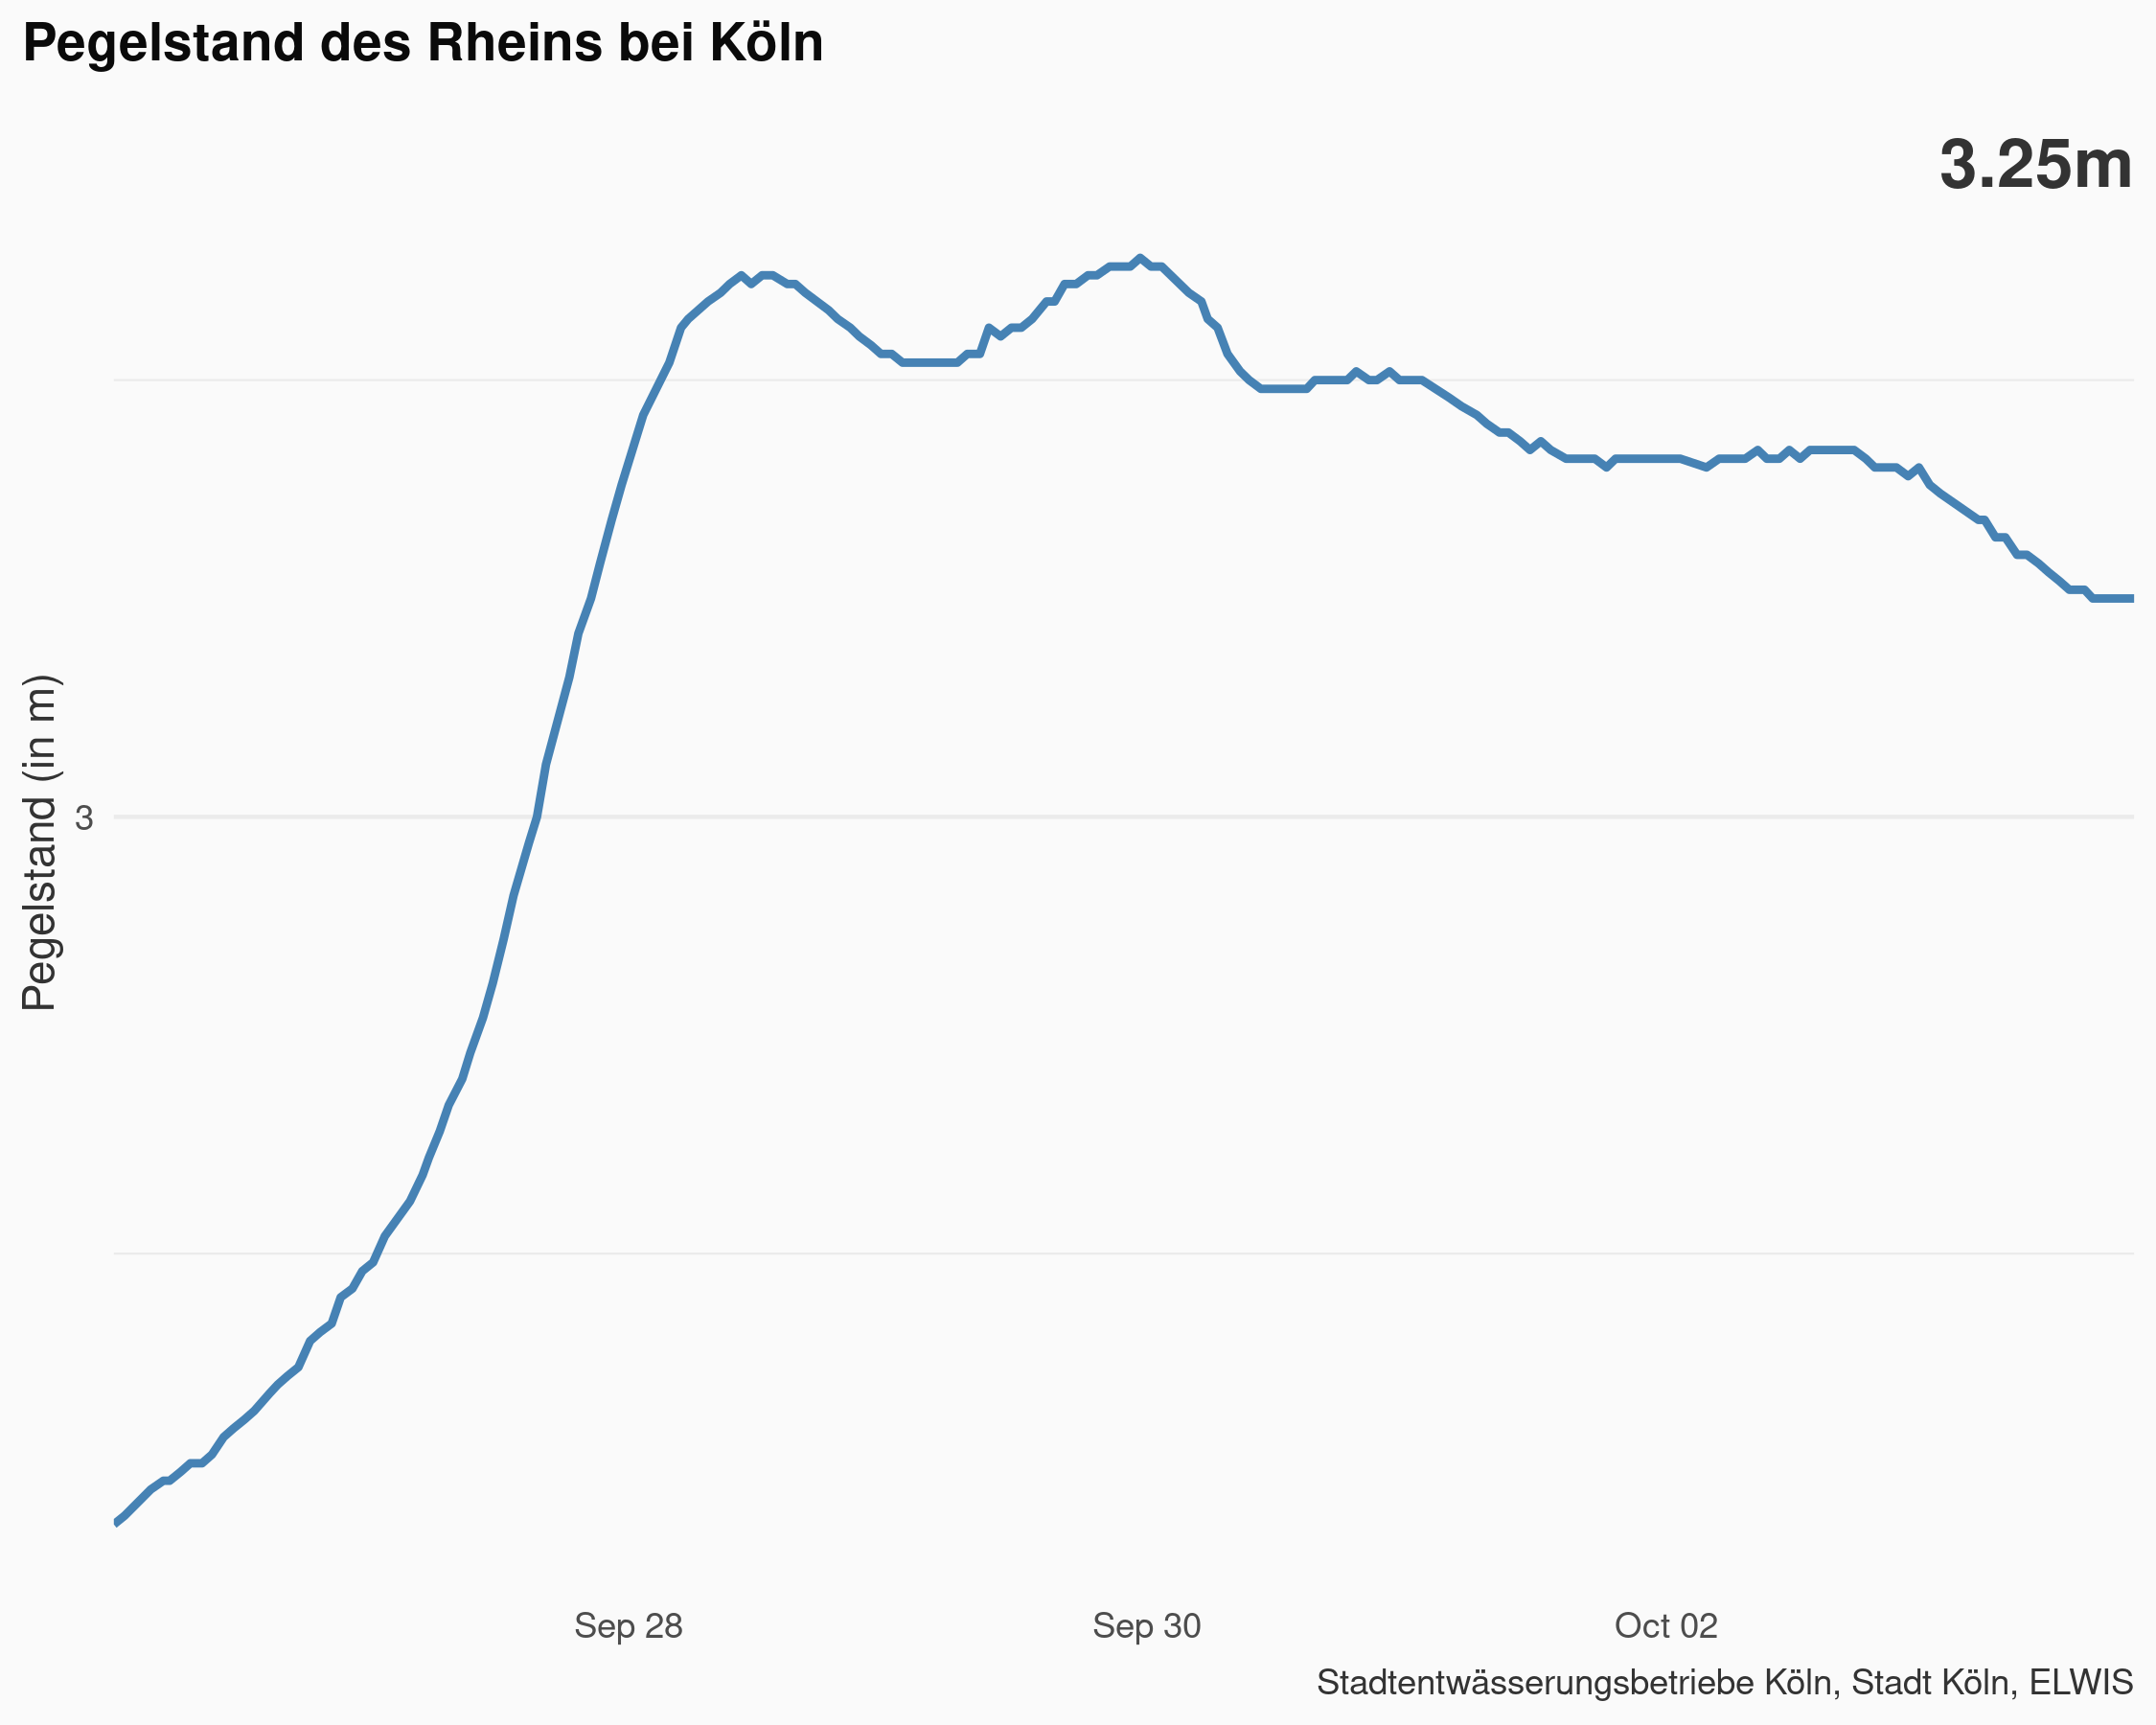 Pegelstand des Rheins bei Köln
3.25m
Pegelstand (in m)
3
Sep 28
Sep 30
Oct 02
Stadtentwässerungsbetriebe Köln, Stadt Köln, ELWIS